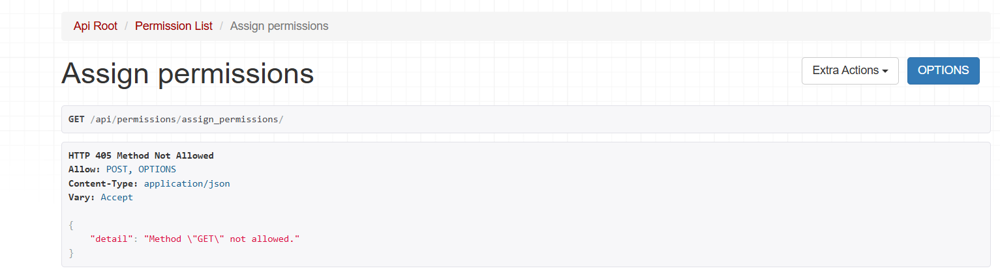 Api Root / Permission List / Assign permissions
Assign permissions
Extra Actions OPTIONS
GET /api/permissions/assign_permissions/
HTTP 405 Method Not Allowed
Allow: POST, OPTIONS
Content-Type: application/json
Vary: Accept
{
    "detail": "Method \"GET\" not allowed."
}